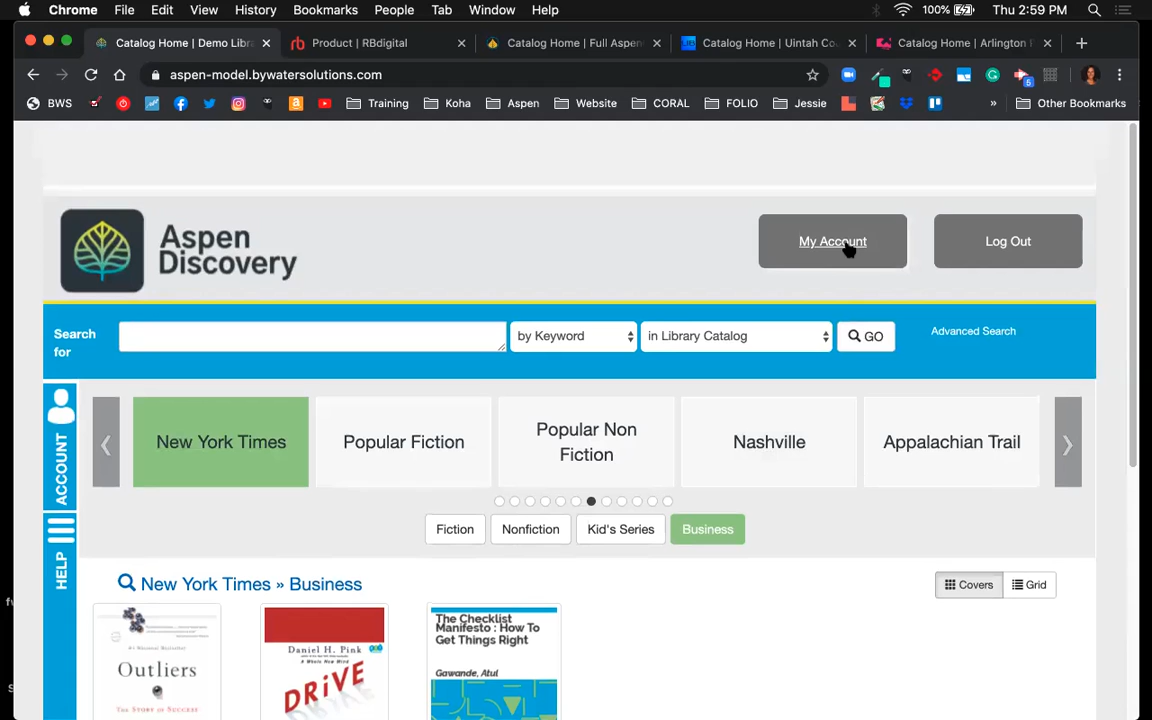 Chrome File Edit View History Bookmarks People Tab Window Help 100% Thu 2:59 PM
Catalog Home | Demo Libra Product | RBdigital Catalog Home | Full Aspen Catalog Home | Uintah Co Catalog Home | Arlington
aspen-model.bywatersolutions.com
BWS Training Koha Aspen Website CORAL FOLIO Jessie » Other Bookmarks
Aspen
Discovery
My Account
Log Out
Search
for
by Keyword
in Library Catalog
GO
Advanced Search
ACCOUNT
HELP
New York Times
Popular Fiction
Popular Non
Fiction
Nashville
Appalachian Trail
Fiction
Nonfiction
Kid's Series
Business
New York Times » Business
Covers
Grid
#1 National Bestseller
Outliers
THE STORY OF SUCCESS
Daniel H. Pink
DRiVE
The Checklist
Manifesto : How To
Get Things Right
Gawande, Atul